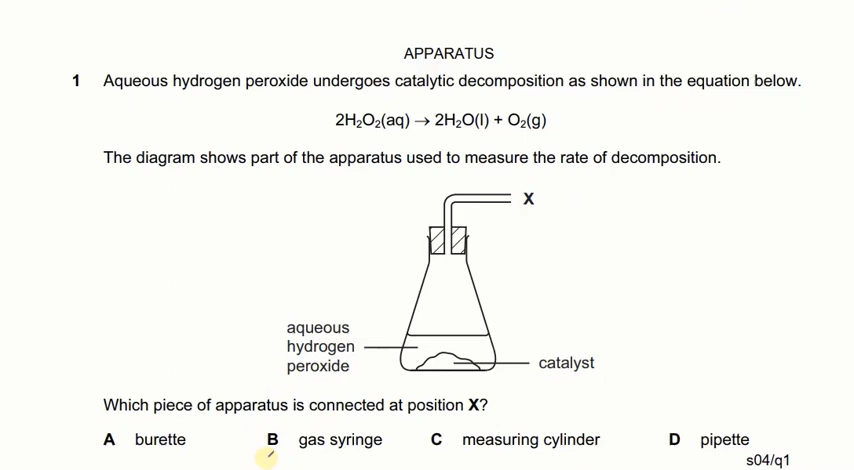 APPARATUS
1 Aqueous hydrogen peroxide undergoes catalytic decomposition as shown in the equation below.
2H₂O₂(aq) → 2H₂O(l) + O₂(g)
The diagram shows part of the apparatus used to measure the rate of decomposition.
X
aqueous
hydrogen
peroxide
catalyst
Which piece of apparatus is connected at position X?
A burette B gas syringe C measuring cylinder D pipette
s04/q1